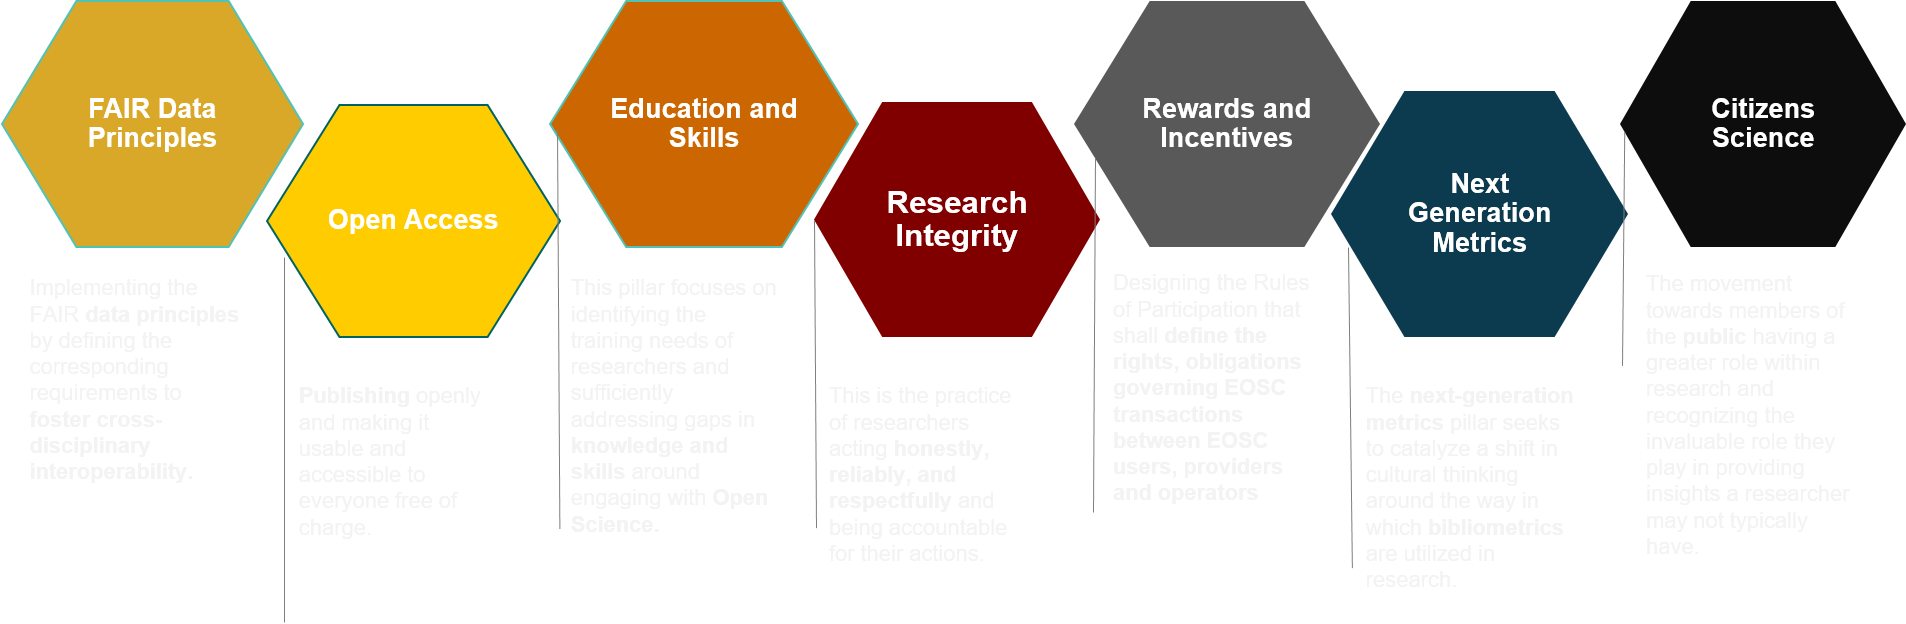 FAIR Data
Principles
Implementing the
FAIR data principles
by defining the
corresponding
requirements to
foster cross-
disciplinary
interoperability.
Open Access
Publishing openly
and making it
usable and
accessible to
everyone free of
charge.
Education and
Skills
This pillar focuses on
identifying the
training needs of
researchers and
sufficiently
addressing gaps in
knowledge and
skills around
engaging with Open
Science.
Research
Integrity
This is the practice
of researchers
acting honestly,
reliably, and
respectfully and
being accountable
for their actions.
Rewards and
Incentives
Designing the Rules
of Participation that
shall define the
rights, obligations
governing EOSC
transactions
between EOSC
users, providers
and operators
Next
Generation
Metrics
The next-generation
metrics pillar seeks
to catalyze a shift in
cultural thinking
around the way in
which bibliometrics
are utilized in
research.
Citizens
Science
The movement
towards members of
the public having a
greater role within
research and
recognizing the
invaluable role they
play in providing
insights a researcher
may not typically
have.